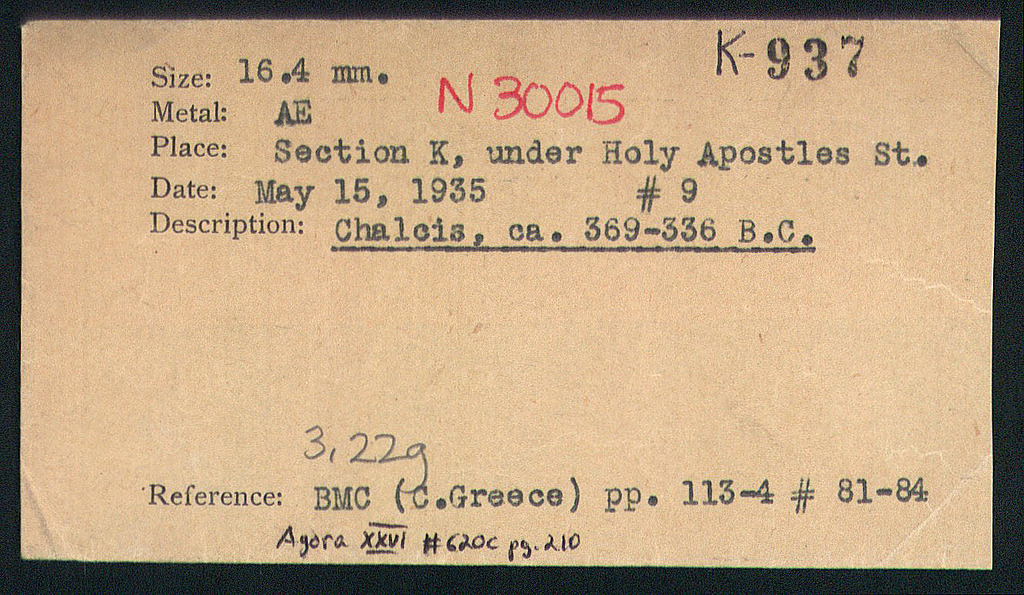 K-937
Size: 16.4 mm.
N 30015
Metal: AE
Place: Section K, under Holy Apostles St.
Date: May 15, 1935 # 9
Description: Chalcis, ca. 369-336 B.C.
3,22g
Reference: BMC (C.Greece) pp. 113-4 # 81-84
Agora XXVI #620c pg. 210